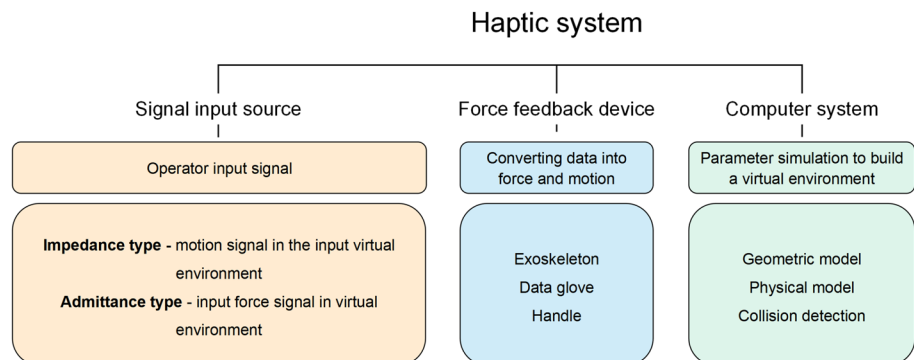 Haptic system
Signal input source
Force feedback device
Computer system
Operator input signal
Converting data into
force and motion
Parameter simulation to build
a virtual environment
Impedance type - motion signal in the input virtual
environment
Admittance type - input force signal in virtual
environment
Exoskeleton
Data glove
Handle
Geometric model
Physical model
Collision detection